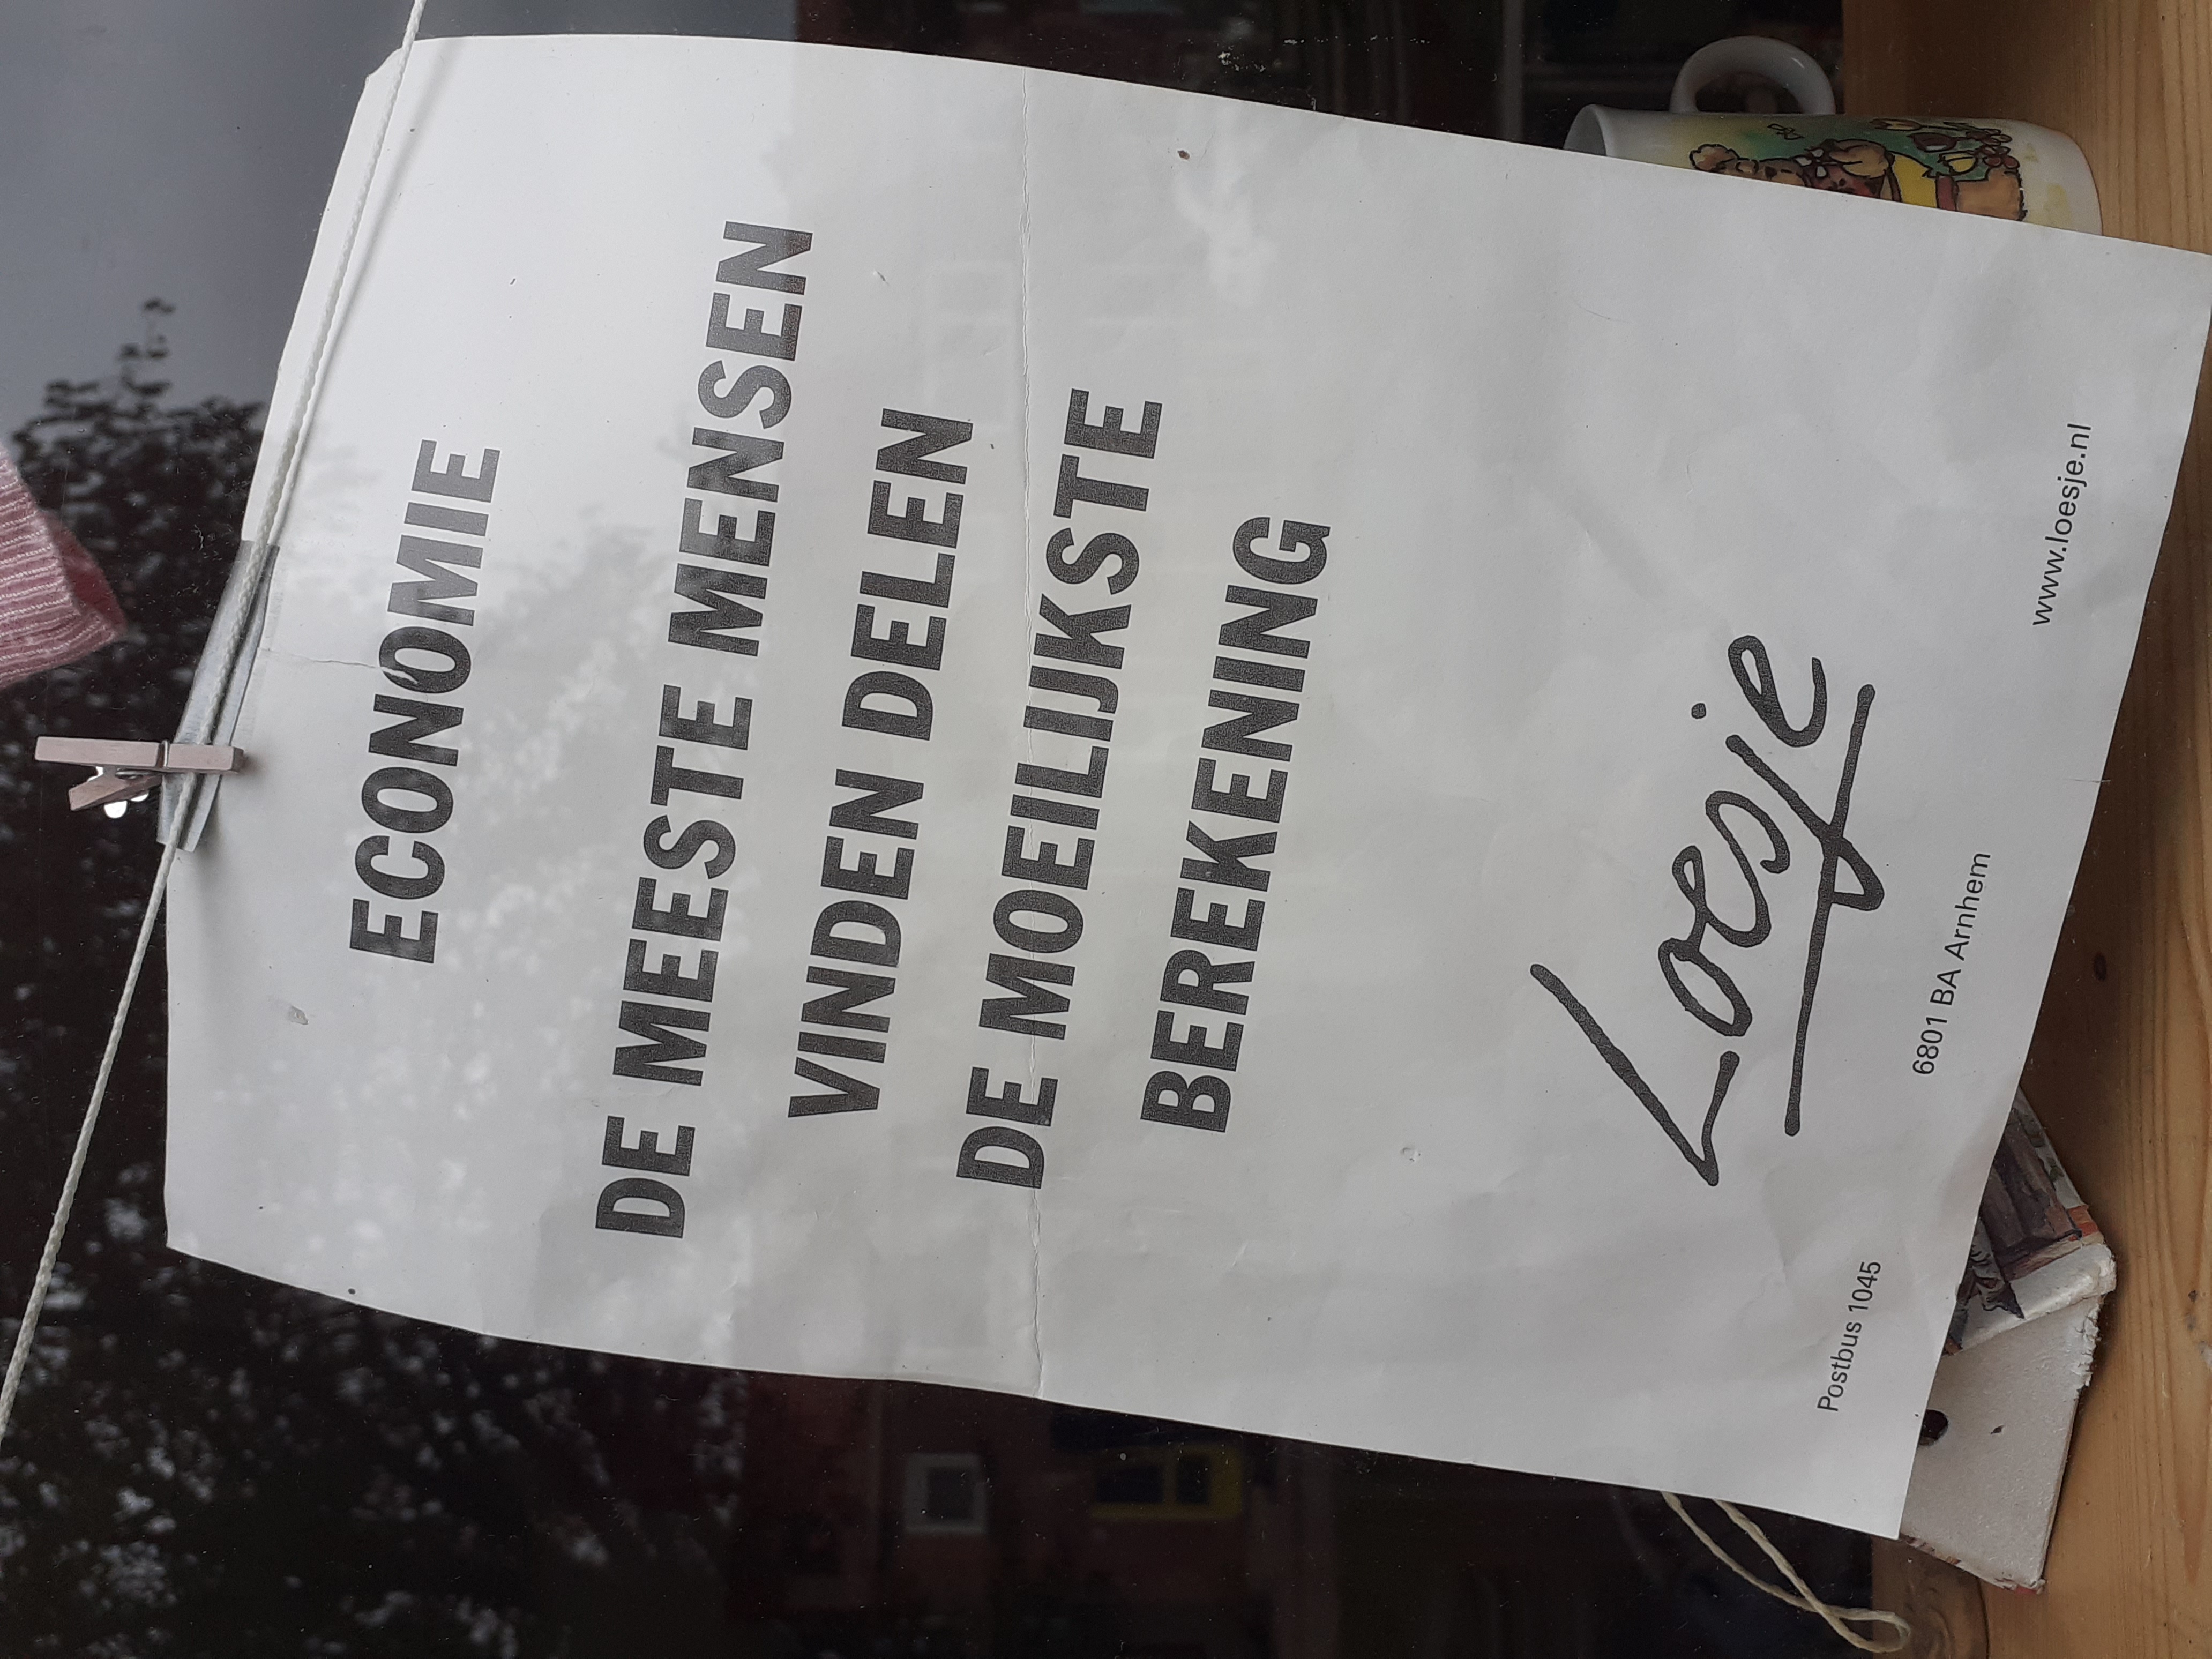 ECONOMIE
DE MEESTE MENSEN
VINDEN DELEN
DE MOEILIJKSTE
BEREKENING
Loesje
Postbus 1045
6801 BA Arnhem
www.loesje.nl